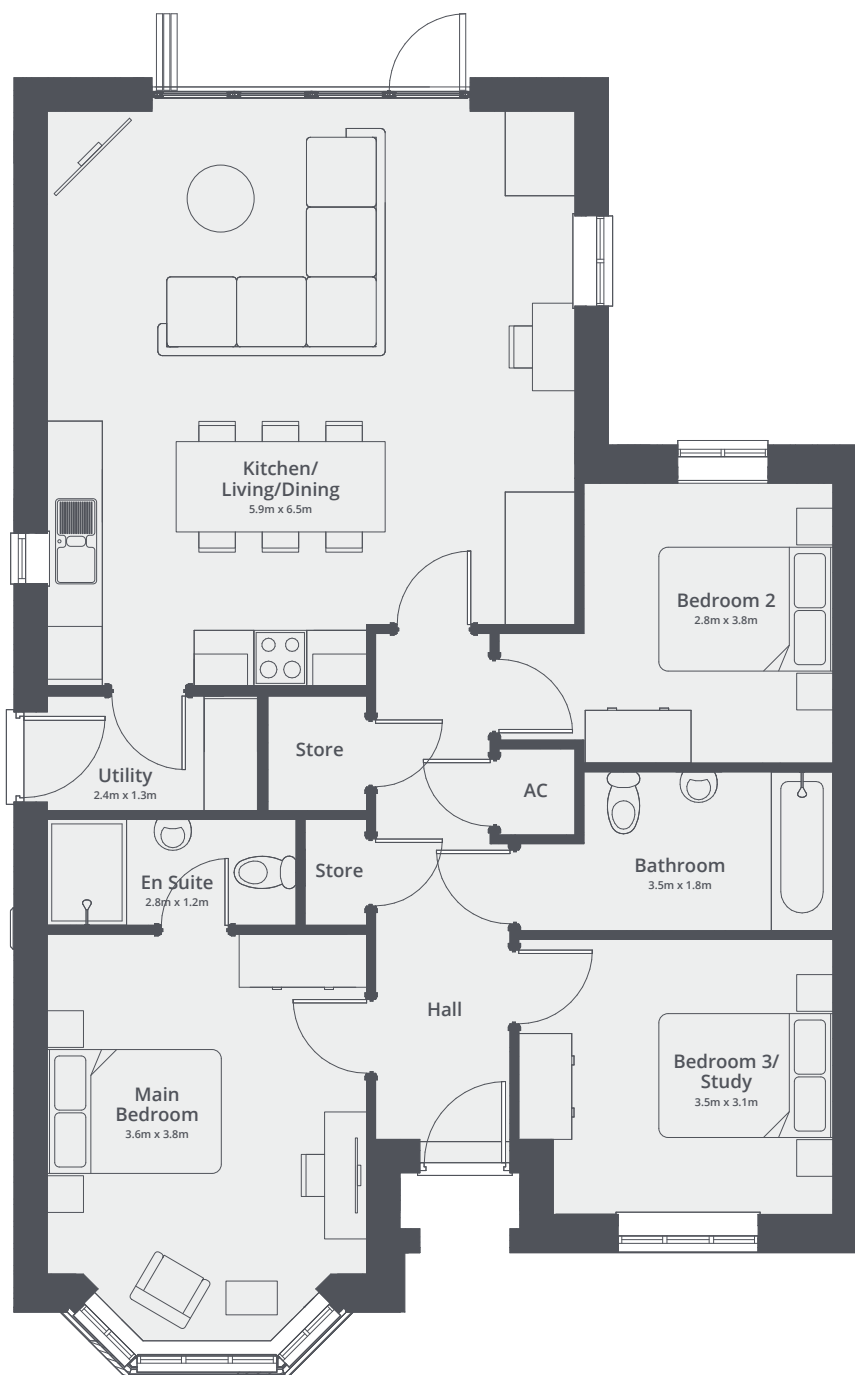 Kitchen/
Living/Dining
5.9m x 6.5m
Bedroom 2
2.8m x 3.8m
Store
Utility
2.4m x 1.3m
AC
En Suite
2.8m x 1.2m
Store
Bathroom
3.5m x 1.8m
Hall
Main
Bedroom
3.6m x 3.8m
Bedroom 3/
Study
3.5m x 3.1m